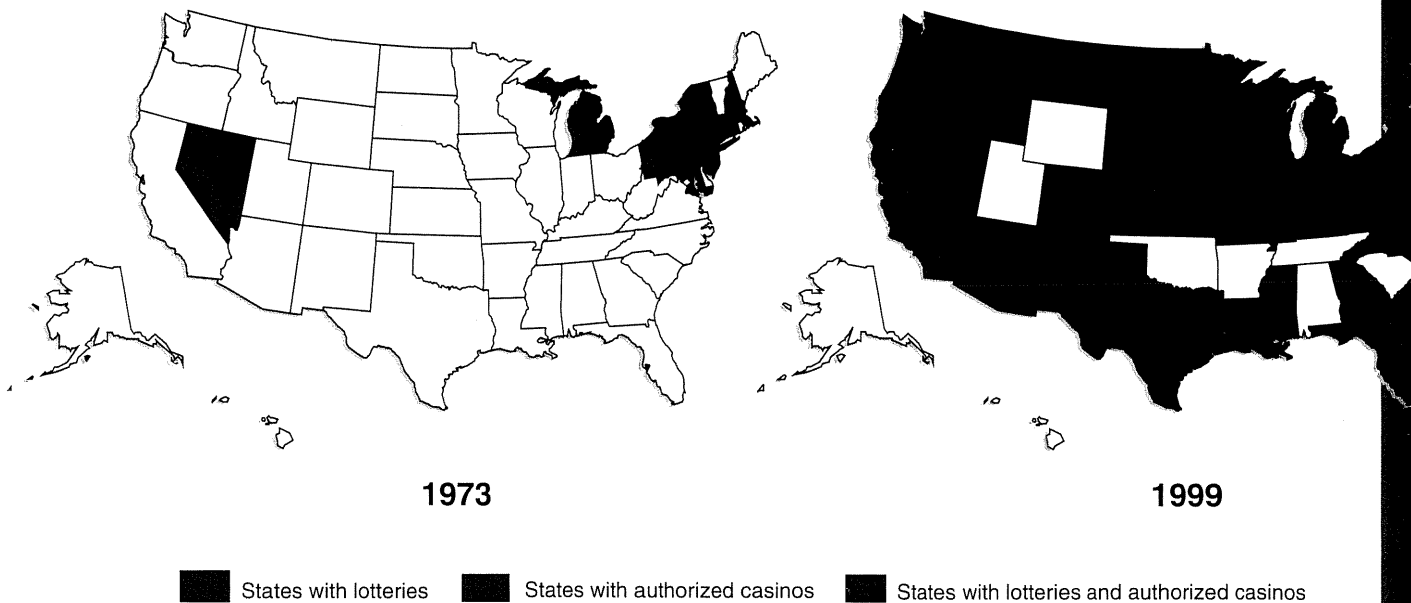 1973
1999
States with lotteries
States with authorized casinos
States with lotteries and authorized casinos